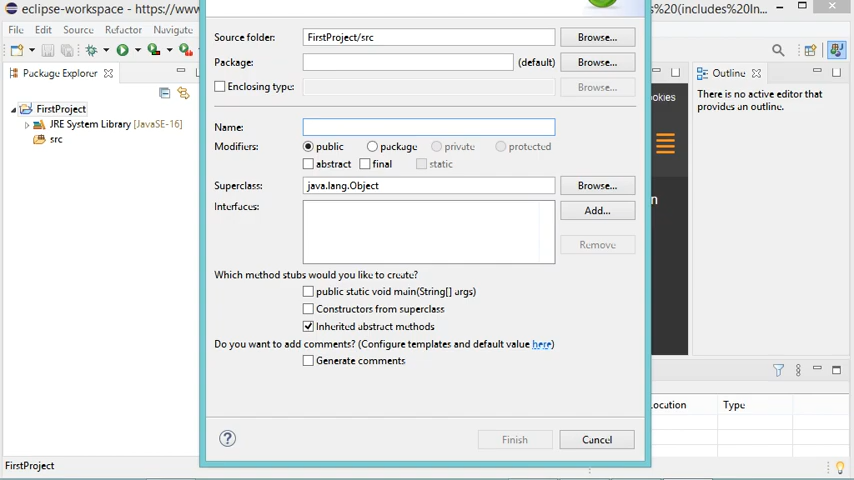 eclipse-workspace - https://www.
s%20(includes%20In...
File Edit Source Refactor Navigate
Package Explorer
Outline
Source folder: FirstProject/src Browse...
Package: (default) Browse...
Enclosing type: Browse...
ookies
There is no active editor that
provides an outline.
FirstProject
JRE System Library [JavaSE-16]
src
Name:
Modifiers: public package private protected
abstract final static
Superclass: java.lang.Object Browse...
n
Interfaces: Add...
Remove
Which method stubs would you like to create?
public static void main(String[] args)
Constructors from superclass
Inherited abstract methods
Do you want to add comments? (Configure templates and default value here)
Generate comments
ocation Type
? Finish Cancel
FirstProject